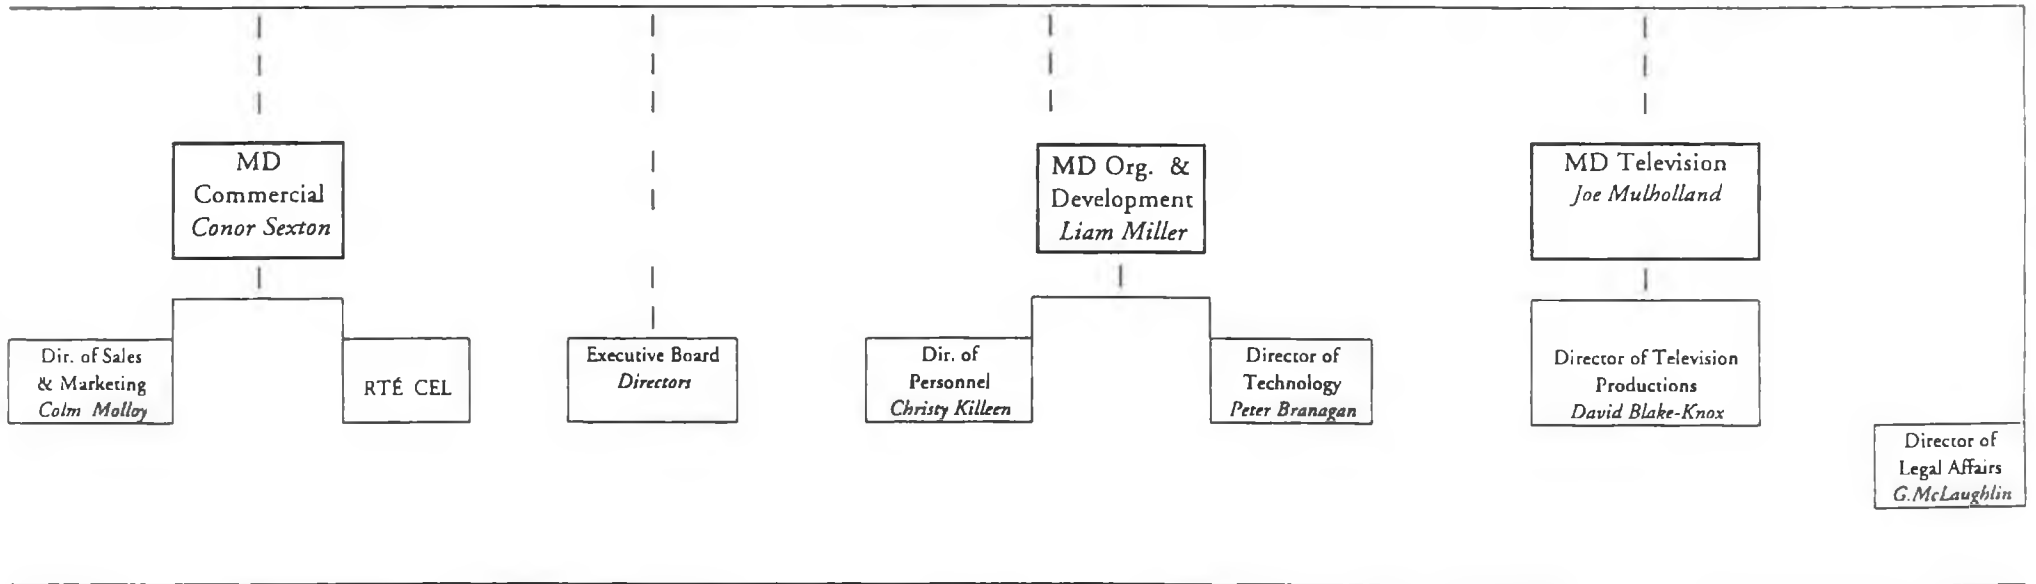 MD
Commercial
Conor Sexton
MD Org. &
Development
Liam Miller
MD Television
Joe Mulholland
Dir. of Sales
& Marketing
Colm Molloy
RTÉ CEL
Executive Board
Directors
Dir. of
Personnel
Christy Killeen
Director of
Technology
Peter Branagan
Director of Television
Productions
David Blake-Knox
Director of
Legal Affairs
G.McLaughlin